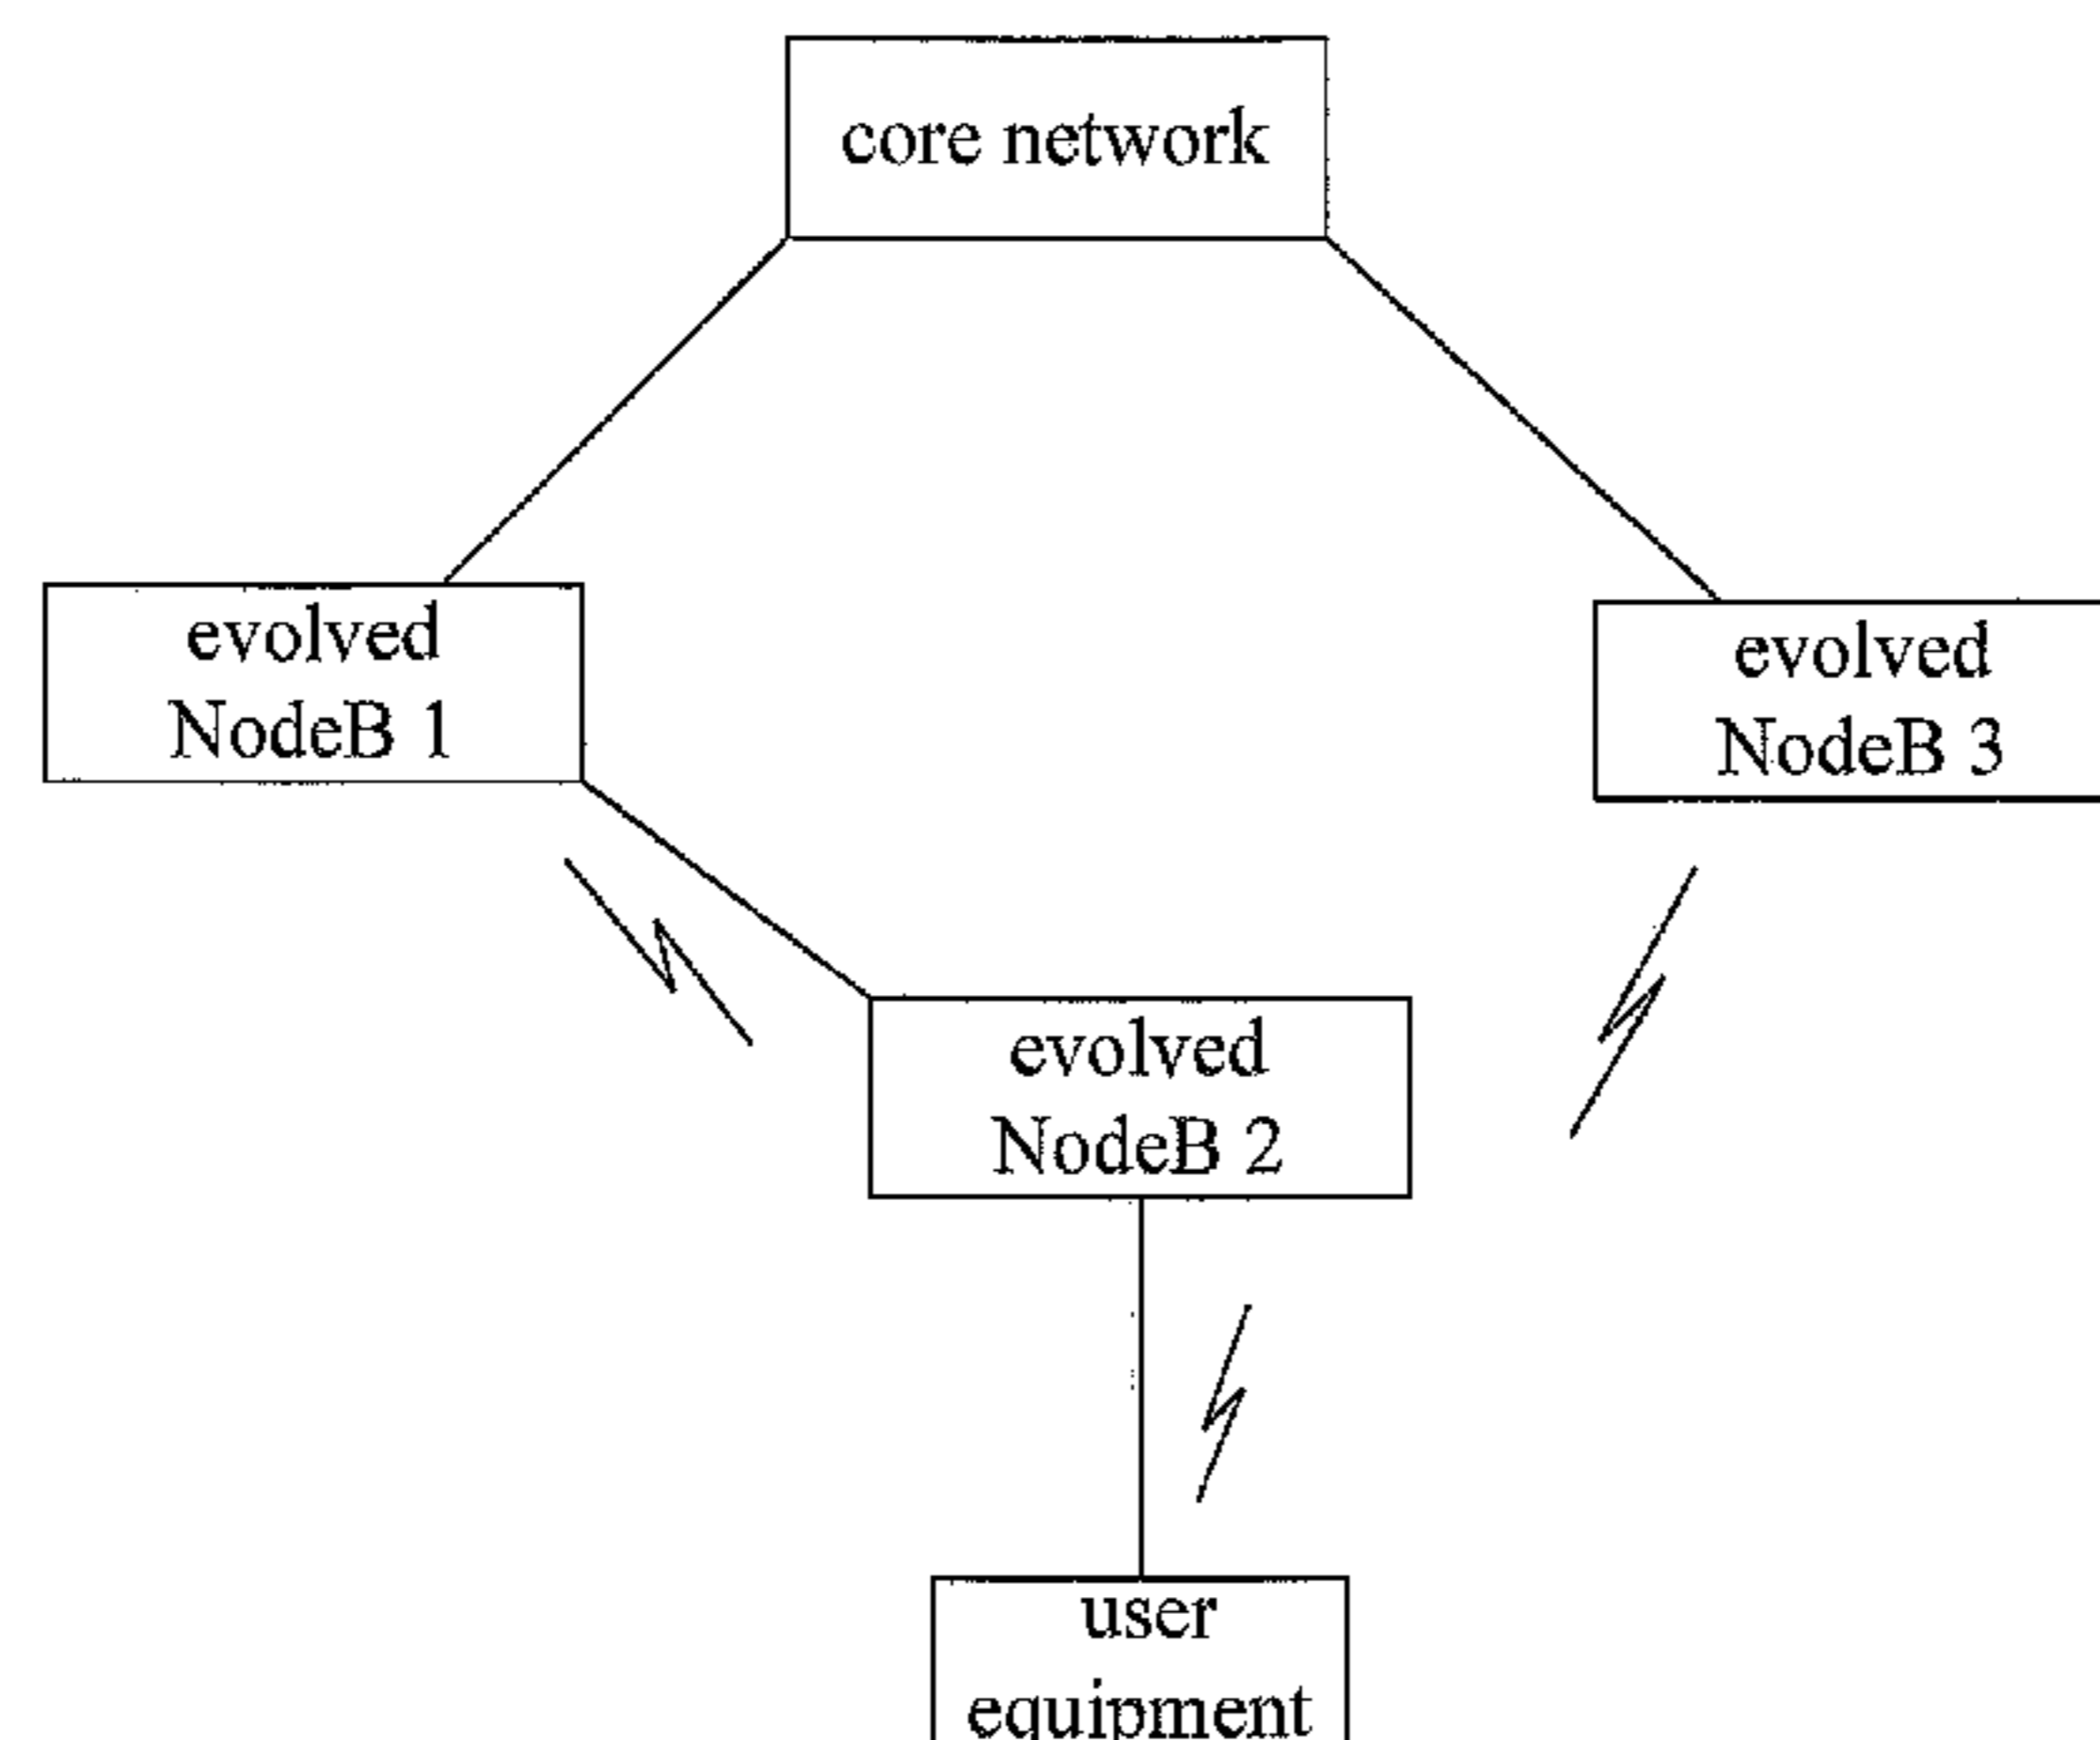 core network
evolved
NodeB 1
evolved
NodeB 3
evolved
NodeB 2
user
equipment